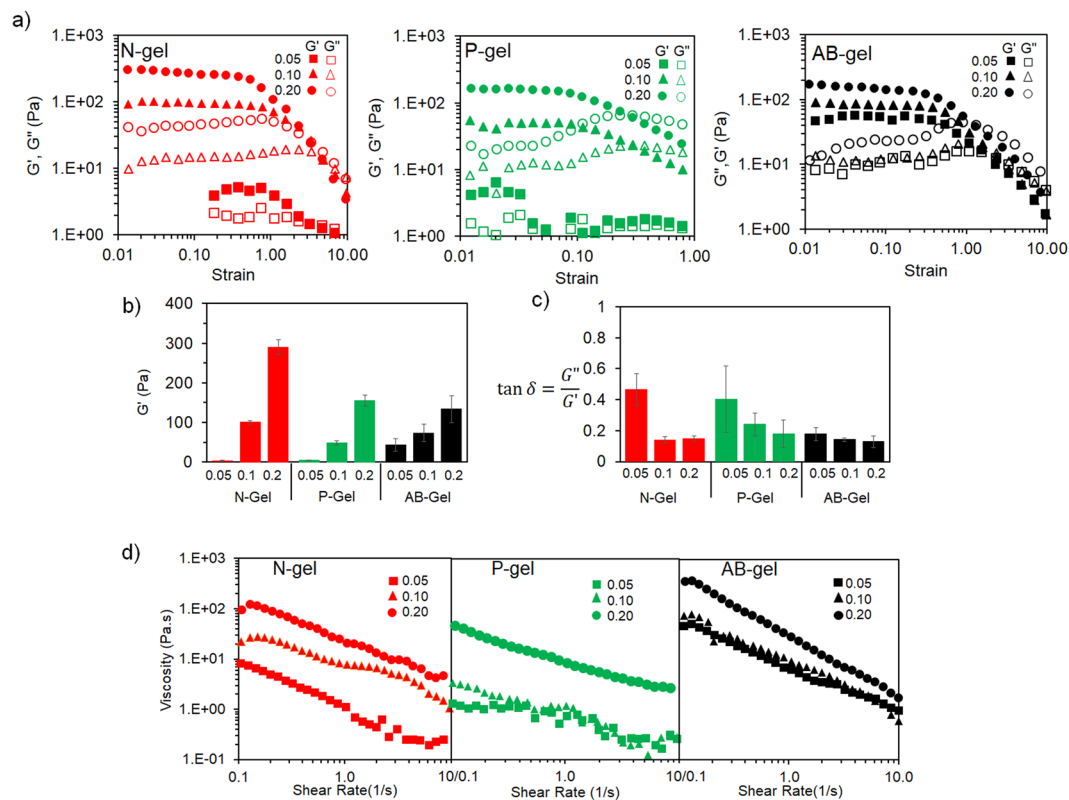 a)
N-gel
G' G"
0.05
0.10
0.20
1.E+03
1.E+02
1.E+01
1.E+00
G', G" (Pa)
0.01 0.10 1.00 10.00
Strain
P-gel
G' G"
0.05
0.10
0.20
1.E+03
1.E+02
1.E+01
1.E+00
G', G" (Pa)
0.01 0.10 1.00
Strain
AB-gel
G' G"
0.05
0.10
0.20
1.E+03
1.E+02
1.E+01
1.E+00
G",G' (Pa)
0.01 0.10 1.00 10.00
Strain
b)
400
300
200
100
0
G' (Pa)
0.05 0.1 0.2 0.05 0.1 0.2 0.05 0.1 0.2
N-Gel P-Gel AB-Gel
c)
tan δ = G"/G'
1
0.8
0.6
0.4
0.2
0
0.05 0.1 0.2 0.05 0.1 0.2 0.05 0.1 0.2
N-Gel P-Gel AB-Gel
d)
1.E+03
1.E+02
1.E+01
1.E+00
1.E-01
Viscosity (Pa.s)
N-gel
0.05
0.10
0.20
0.1 1.0 10/0.1
Shear Rate(1/s)
P-gel
0.05
0.10
0.20
1.0 10/0.1
Shear Rate (1/s)
AB-gel
0.05
0.10
0.20
1.0 10.0
Shear Rate(1/s)